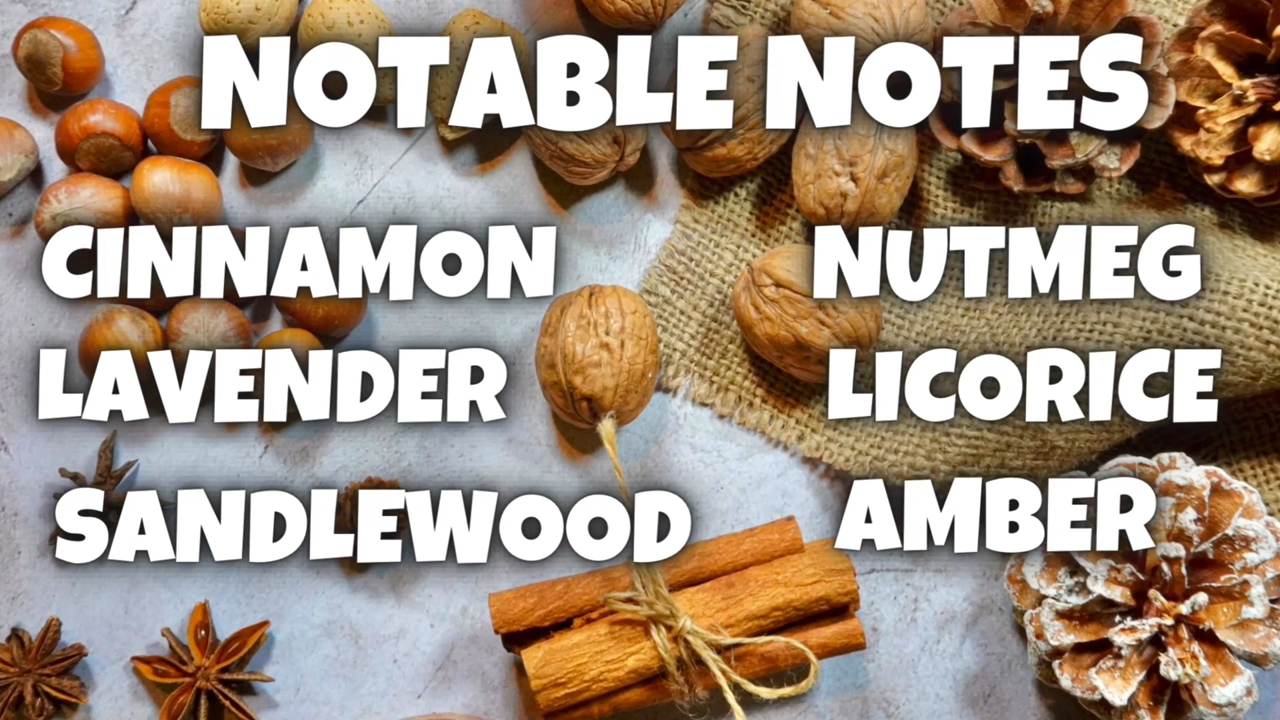 NOTABLE NOTES
CINNAMON
LAVENDER
SANDLEWOOD
NUTMEG
LICORICE
AMBER